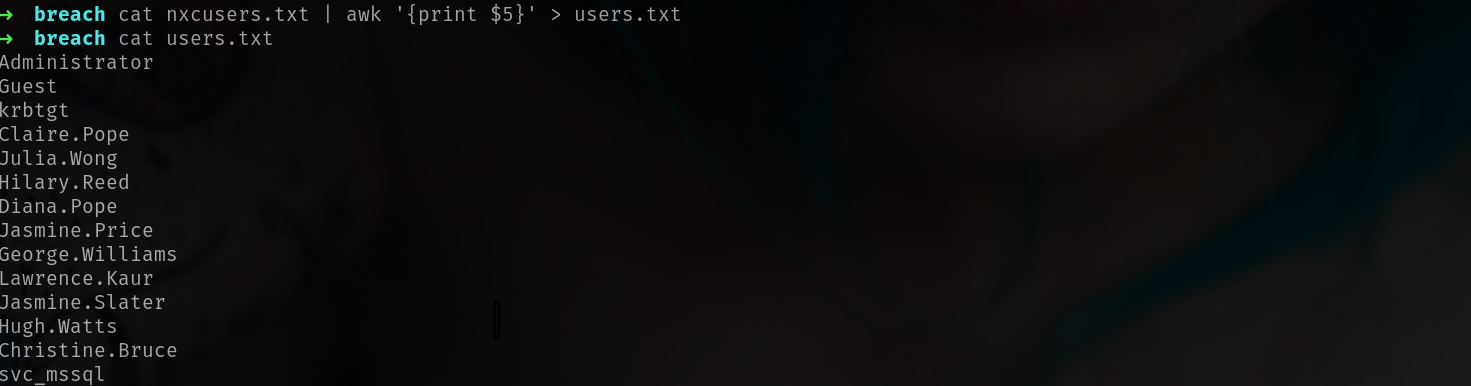 → breach cat nxcusers.txt | awk '{print $5}' > users.txt
→ breach cat users.txt
Administrator
Guest
krbtgt
Claire.Pope
Julia.Wong
Hilary.Reed
Diana.Pope
Jasmine.Price
George.Williams
Lawrence.Kaur
Jasmine.Slater
Hugh.Watts
Christine.Bruce
svc_mssql